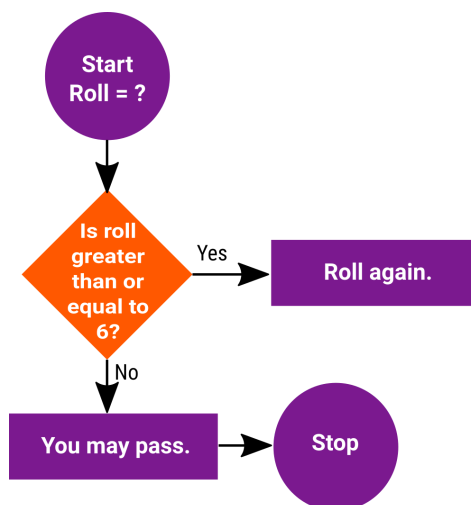 Start
Roll = ?
Is roll
greater
than or
equal to
6?
Yes
Roll again.
No
You may pass.
Stop